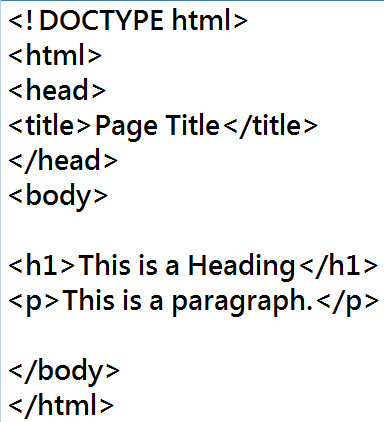 <!DOCTYPE html>
<html>
<head>
<title>Page Title</title>
</head>
<body>
<h1>This is a Heading</h1>
<p>This is a paragraph.</p>
</body>
</html>